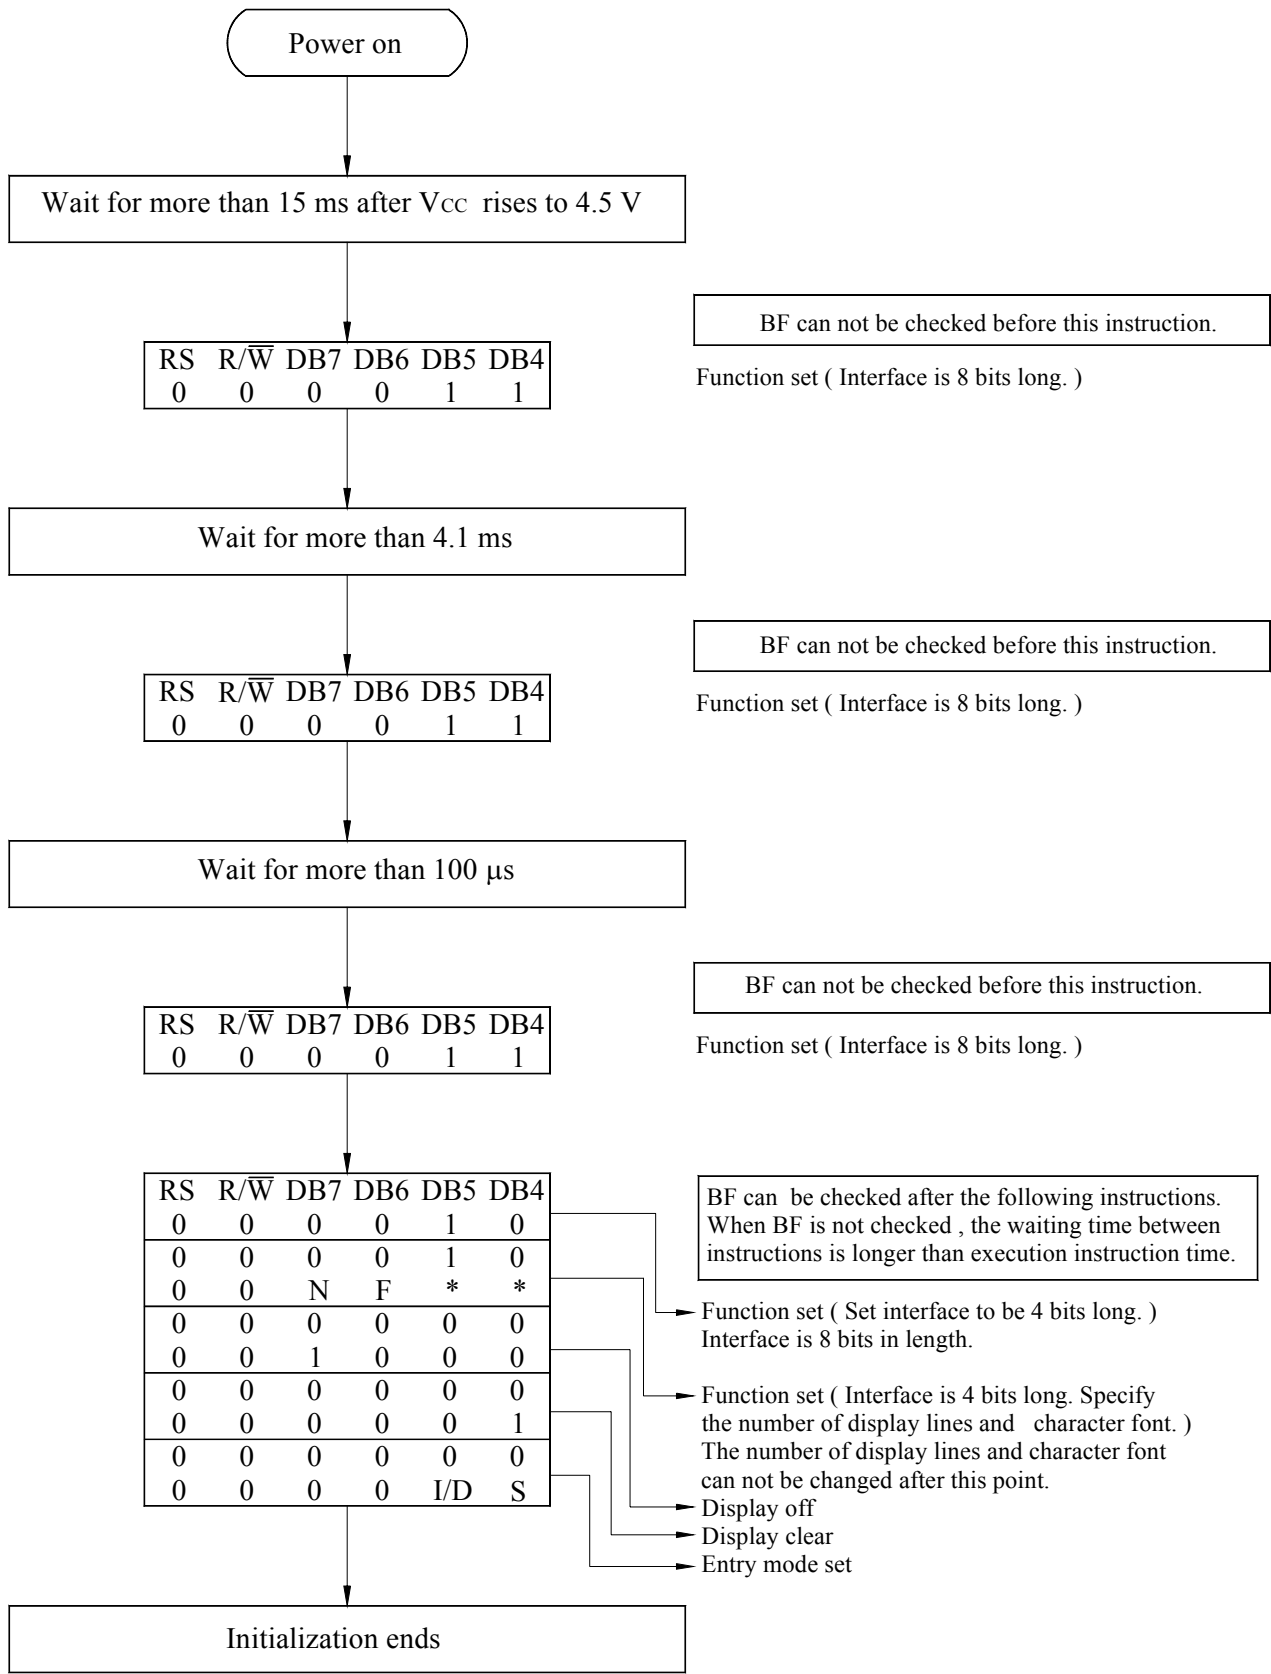 Power on
Wait for more than 15 ms after Vcc rises to 4.5 V
BF can not be checked before this instruction.
RS R/W̅ DB7 DB6 DB5 DB4
0 0 0 0 1 1
Function set ( Interface is 8 bits long. )
Wait for more than 4.1 ms
BF can not be checked before this instruction.
RS R/W̅ DB7 DB6 DB5 DB4
0 0 0 0 1 1
Function set ( Interface is 8 bits long. )
Wait for more than 100 µs
BF can not be checked before this instruction.
RS R/W̅ DB7 DB6 DB5 DB4
0 0 0 0 1 1
Function set ( Interface is 8 bits long. )
RS R/W̅ DB7 DB6 DB5 DB4
0 0 0 0 1 0
0 0 0 0 1 0
0 0 N F * *
0 0 0 0 0 0
0 0 1 0 0 0
0 0 0 0 0 0
0 0 0 0 0 1
0 0 0 0 0 0
0 0 0 0 I/D S
BF can be checked after the following instructions.
When BF is not checked , the waiting time between
instructions is longer than execution instruction time.
Function set ( Set interface to be 4 bits long. )
Interface is 8 bits in length.
Function set ( Interface is 4 bits long. Specify
the number of display lines and character font. )
The number of display lines and character font
can not be changed after this point.
Display off
Display clear
Entry mode set
Initialization ends